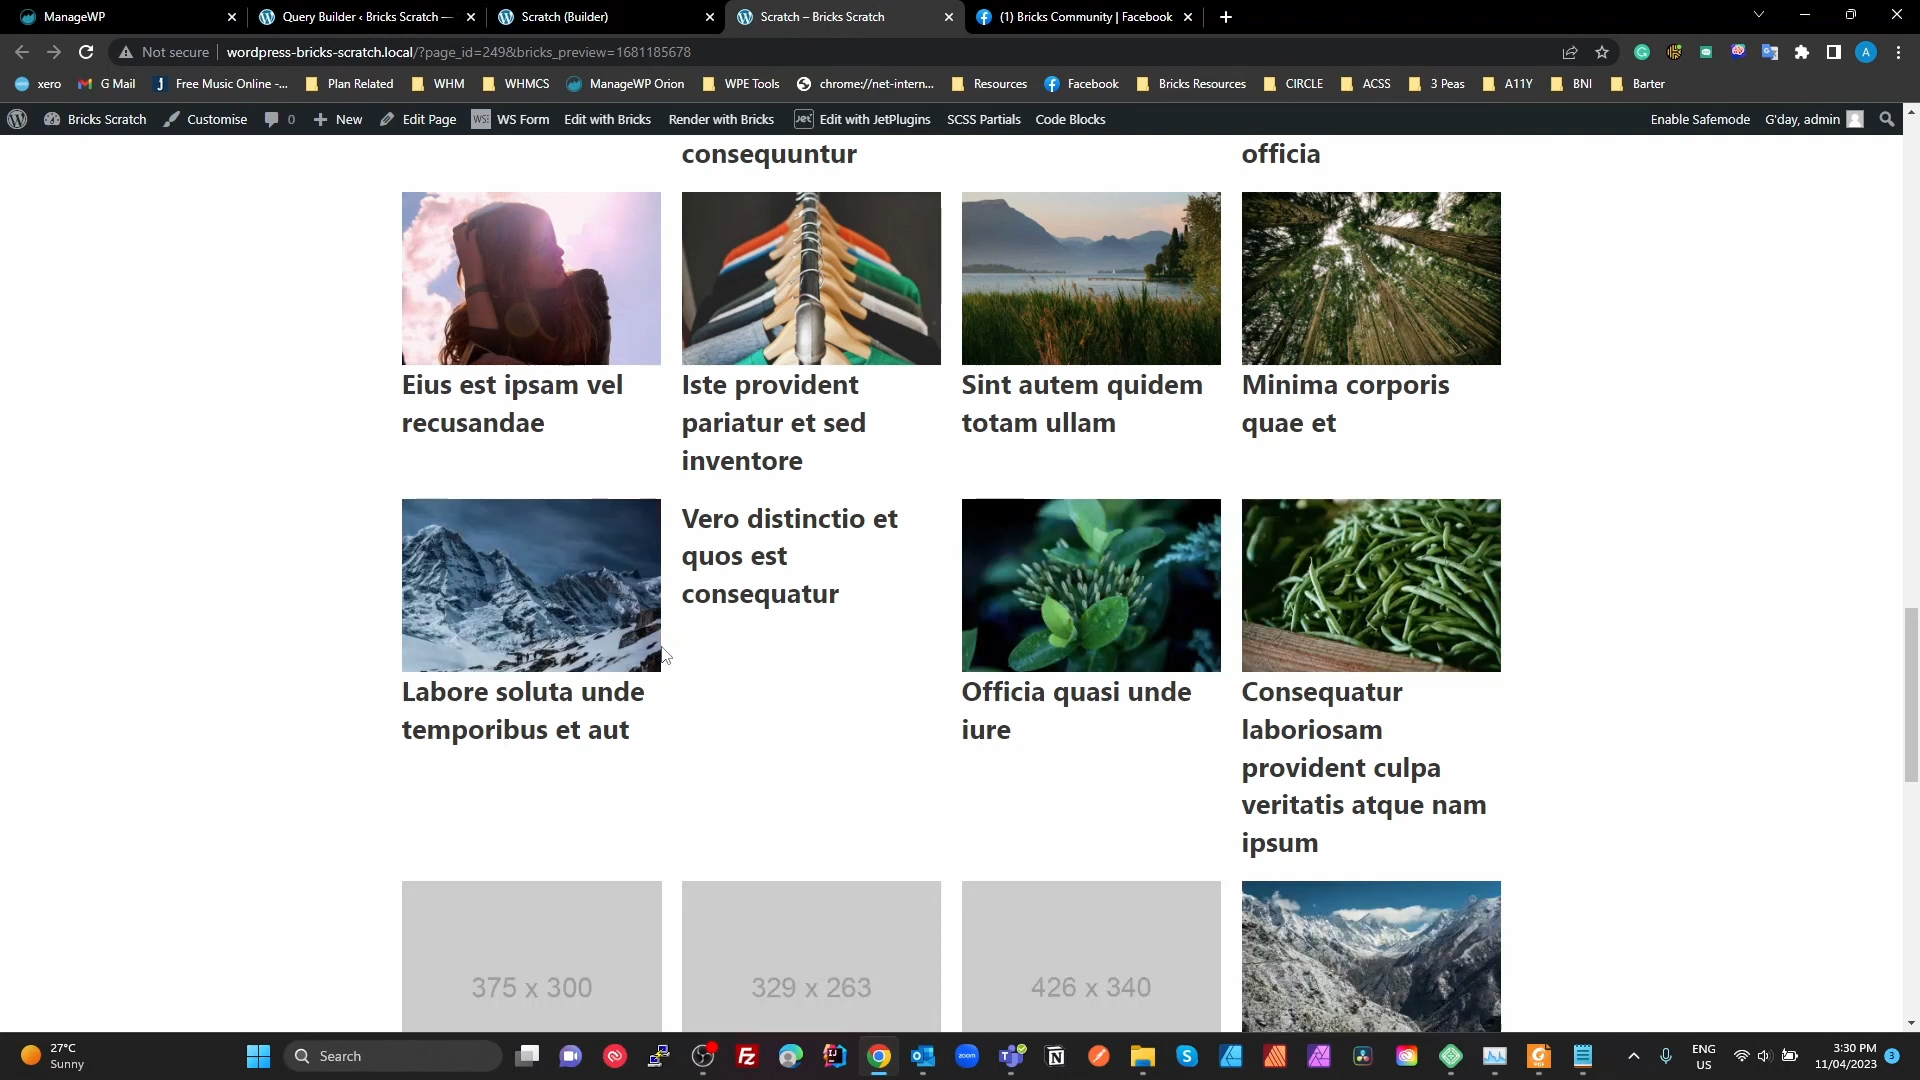 ManageWP
Query Builder ‹ Bricks Scratch —
Scratch (Builder)
Scratch – Bricks Scratch
(1) Bricks Community | Facebook
Not secure
wordpress-bricks-scratch.local/?page_id=249&bricks_preview=1681185678
xero
G Mail
Free Music Online -...
Plan Related
WHM
WHMCS
ManageWP Orion
WPE Tools
chrome://net-intern...
Resources
Facebook
Bricks Resources
CIRCLE
ACSS
3 Peas
A11Y
BNI
Barter
Bricks Scratch
Customise
0
New
Edit Page
WS Form
Edit with Bricks
Render with Bricks
Edit with JetPlugins
SCSS Partials
Code Blocks
Enable Safemode
G'day, admin
consequuntur
officia
Eius est ipsam vel
recusandae
Iste provident
pariatur et sed
inventore
Sint autem quidem
totam ullam
Minima corporis
quae et
Labore soluta unde
temporibus et aut
Vero distinctio et
quos est
consequatur
Officia quasi unde
iure
Consequatur
laboriosam
provident culpa
veritatis atque nam
ipsum
375 x 300
329 x 263
426 x 340
27°C
Sunny
Search
zoom
ENG
US
3:30 PM
11/04/2023
3